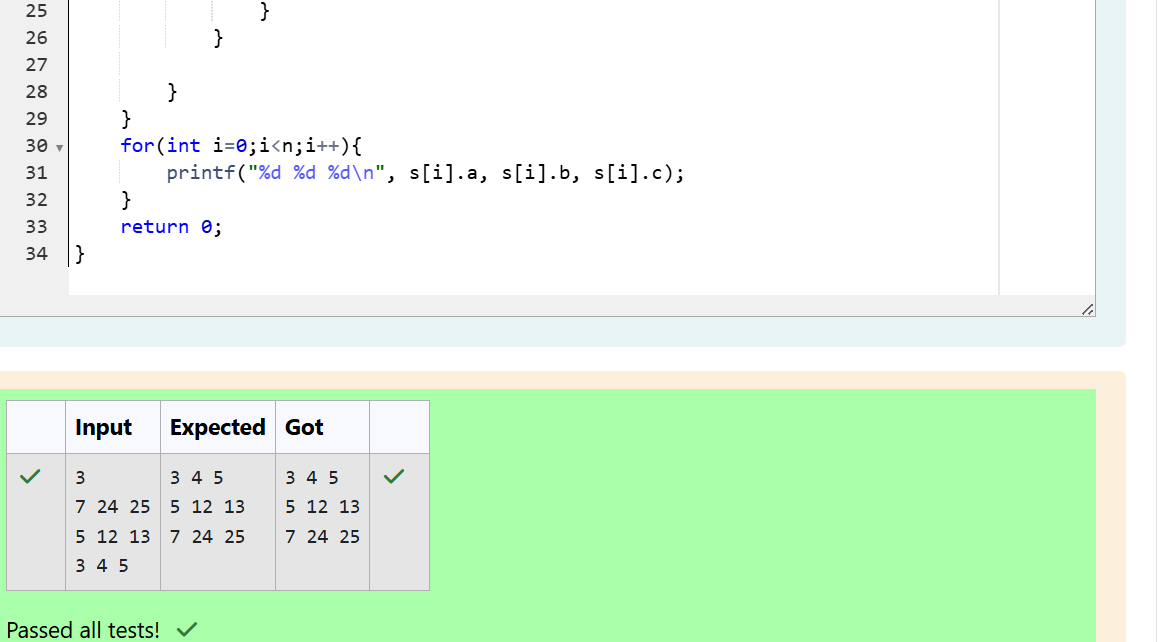 25 }
26 }
27
28 }
29 }
30 for(int i=0;i<n;i++){
31 printf("%d %d %d\n", s[i].a, s[i].b, s[i].c);
32 }
33 return 0;
34 }
Input Expected Got
3 3 4 5 3 4 5
7 24 25 5 12 13 5 12 13
5 12 13 7 24 25 7 24 25
3 4 5
Passed all tests!